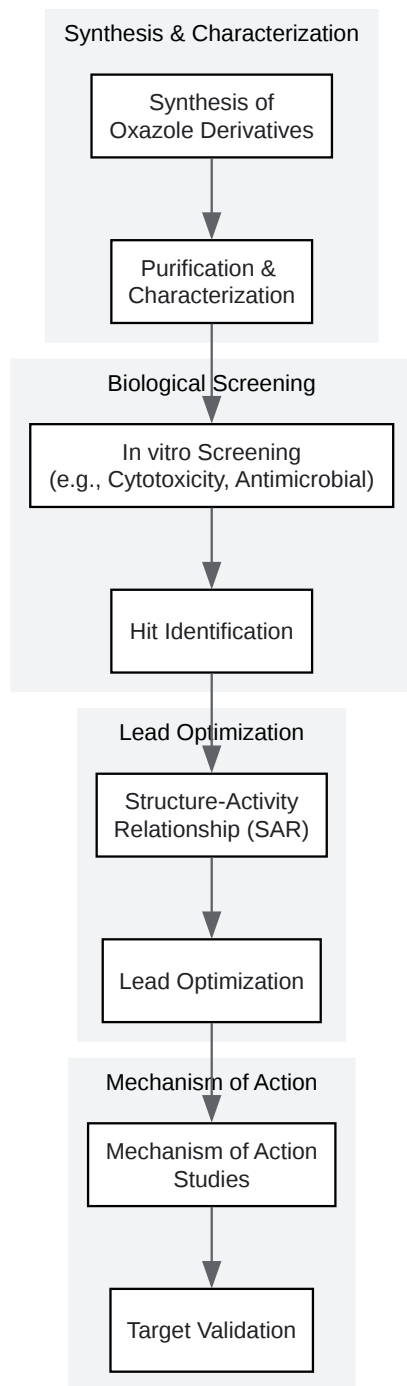 Synthesis & Characterization
Synthesis of
Oxazole Derivatives
Purification &
Characterization
Biological Screening
In vitro Screening
(e.g., Cytotoxicity, Antimicrobial)
Hit Identification
Lead Optimization
Structure-Activity
Relationship (SAR)
Lead Optimization
Mechanism of Action
Mechanism of Action
Studies
Target Validation